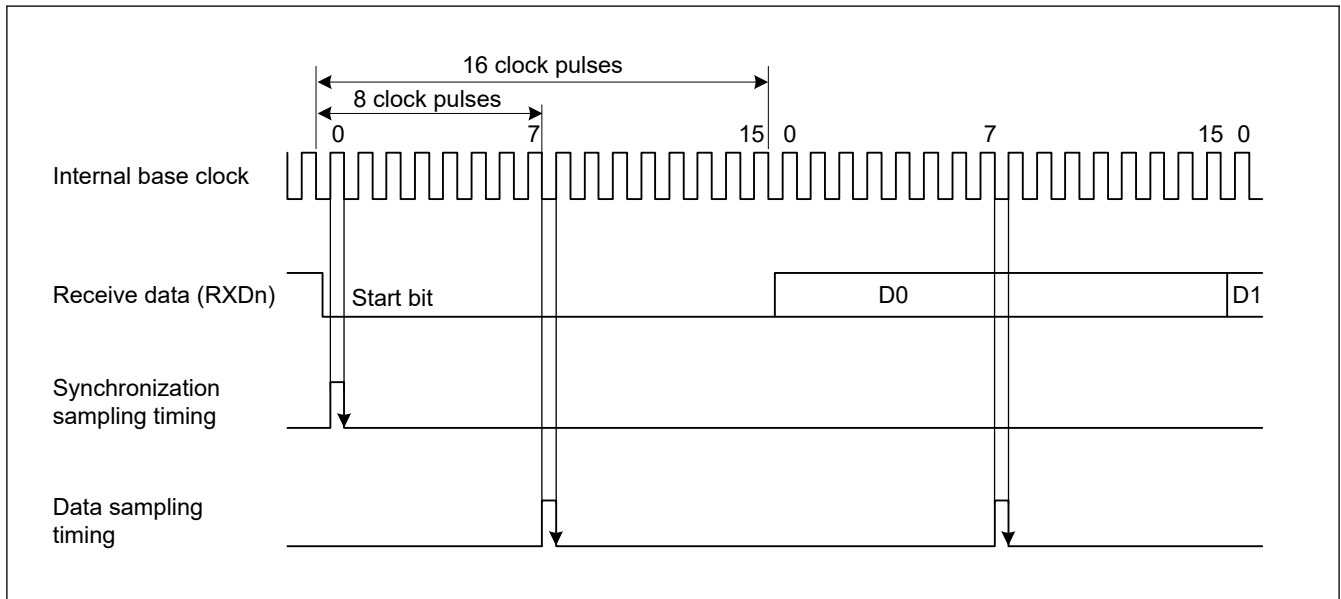 16 clock pulses
8 clock pulses
0 7 15 0 7 15 0
Internal base clock
Receive data (RXDn)
Start bit
D0
D1
Synchronization
sampling timing
Data sampling
timing